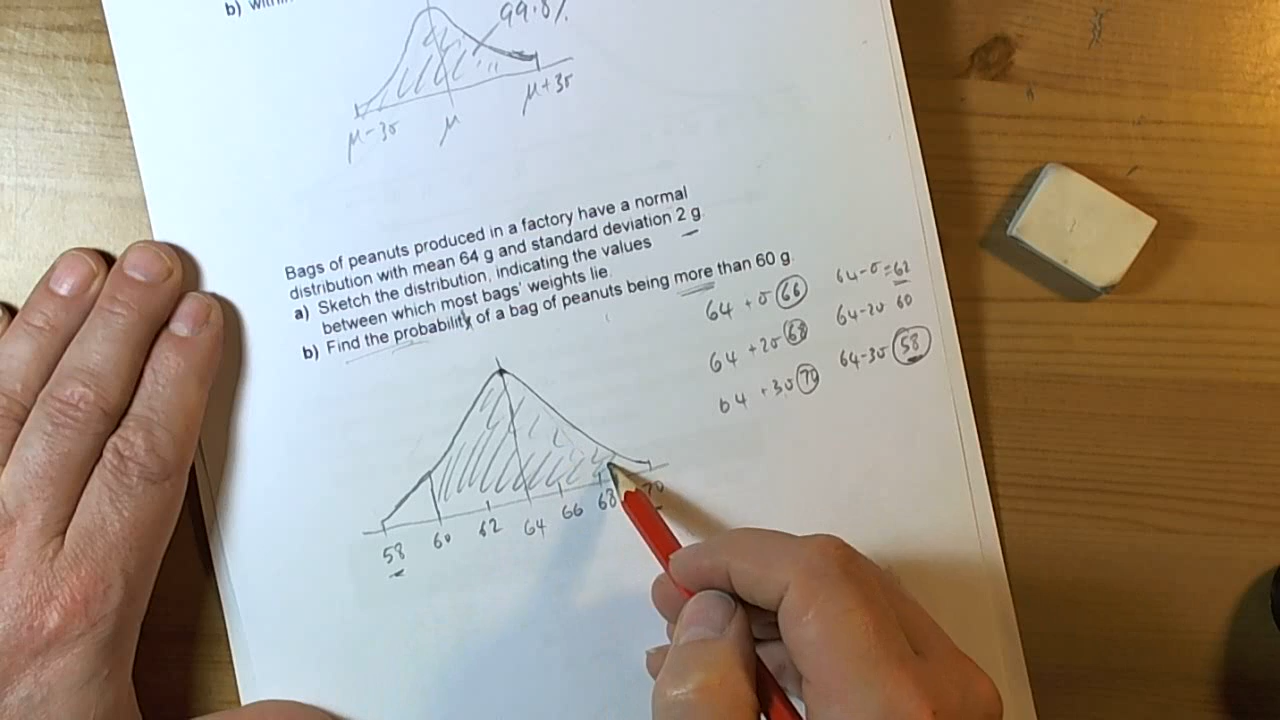 b) within
99.8%
μ-3σ μ μ+3σ
Bags of peanuts produced in a factory have a normal
distribution with mean 64 g and standard deviation 2 g.
a) Sketch the distribution, indicating the values
between which most bags' weights lie.
b) Find the probability of a bag of peanuts being more than 60 g.
64 + σ 66
64 + 2σ 68
64 + 3σ 70
64-σ = 62
64-2σ 60
64-3σ 58
58 60 62 64 66 68 70